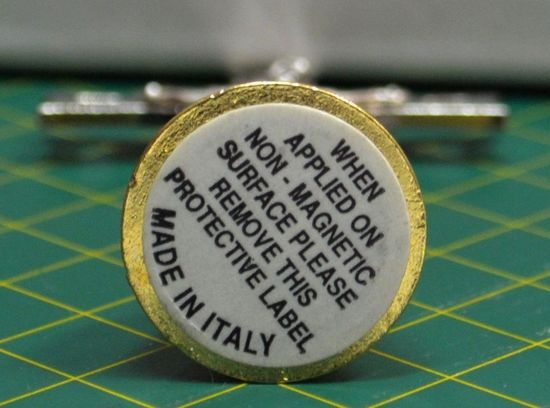 WHEN
APPLIED ON
NON - MAGNETIC
SURFACE PLEASE
REMOVE THIS
PROTECTIVE LABEL
MADE IN ITALY